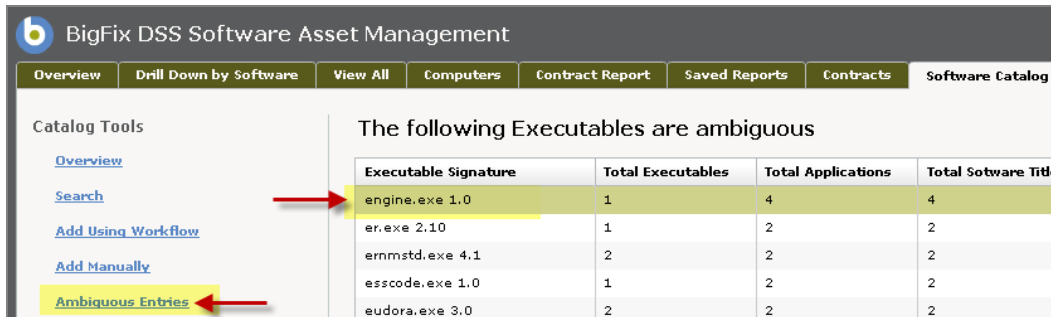 BigFix DSS Software Asset Management
Overview Drill Down by Software View All Computers Contract Report Saved Reports Contracts Software Catalog
Catalog Tools
Overview
Search
Add Using Workflow
Add Manually
Ambiguous Entries
The following Executables are ambiguous
Executable Signature Total Executables Total Applications Total Sotware Titl
engine.exe 1.0 1 4 4
er.exe 2.10 1 2 2
ernmstd.exe 4.1 2 2 2
esscode.exe 1.0 1 2 2
eudora.exe 3.0 2 2 2